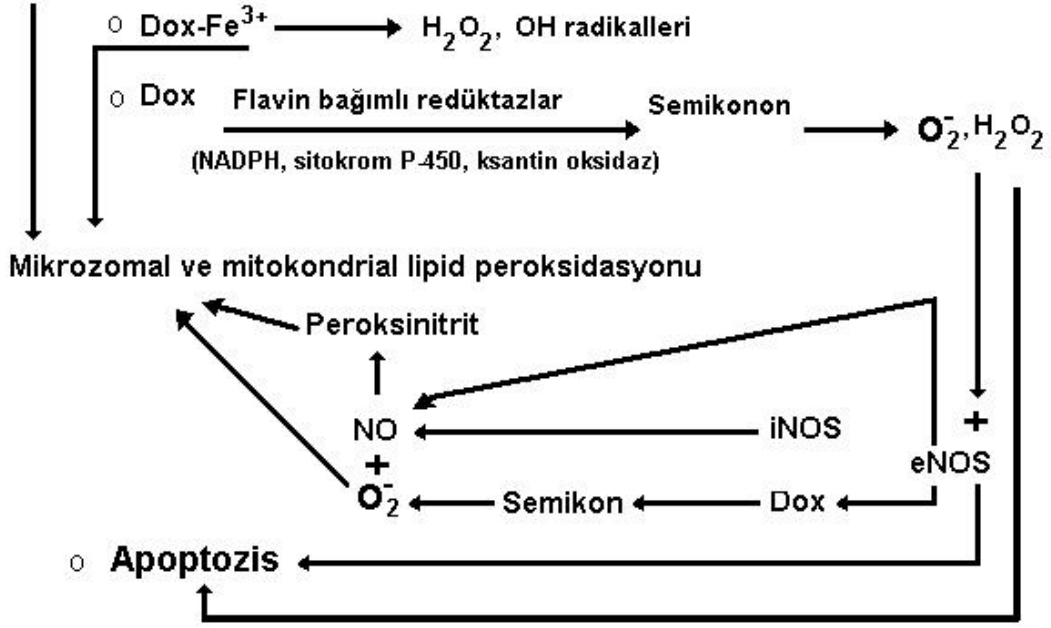 o Dox-Fe³⁺ H₂O₂, OH radikalleri
o Dox Flavin bağımlı redüktazlar Semikonon O₂⁻, H₂O₂
(NADPH, sitokrom P-450, ksantin oksidaz)
Mikrozomal ve mitokondrial lipid peroksidasyonu
Peroksinitrit
NO iNOS +
+ eNOS
O₂⁻ Semikon Dox
o Apoptozis